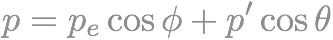 p = p_e cos ϕ + p′ cos θ